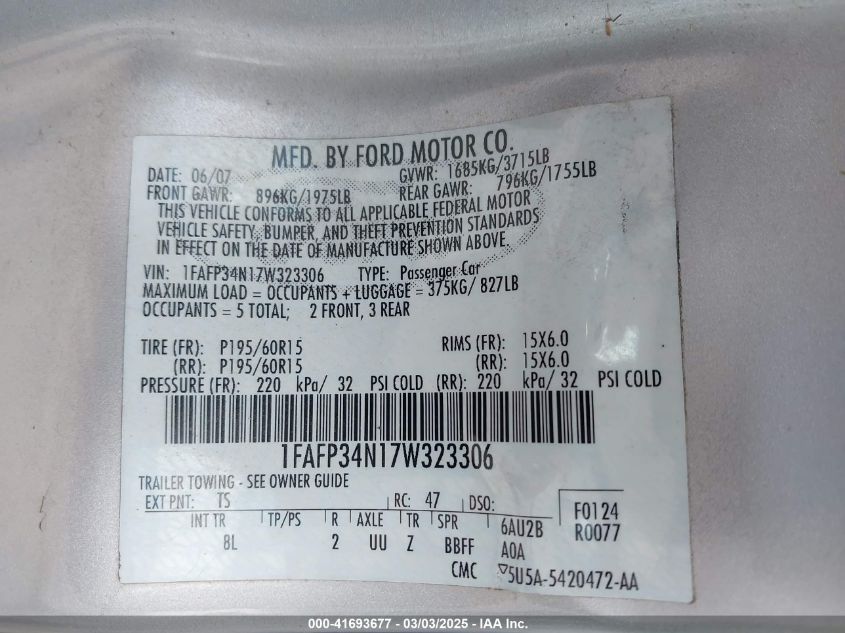 MFD. BY FORD MOTOR CO.
DATE: 06/07 GVWR: 1685KG/3715LB
FRONT GAWR: 896KG/1975LB REAR GAWR: 796KG/1755LB
THIS VEHICLE CONFORMS TO ALL APPLICABLE FEDERAL MOTOR
VEHICLE SAFETY, BUMPER, AND THEFT PREVENTION STANDARDS
IN EFFECT ON THE DATE OF MANUFACTURE SHOWN ABOVE.
VIN: 1FAFP34N17W323306 TYPE: Passenger Car
MAXIMUM LOAD = OCCUPANTS + LUGGAGE = 375KG/ 827LB
OCCUPANTS = 5 TOTAL; 2 FRONT, 3 REAR
TIRE (FR): P195/60R15 RIMS (FR): 15X6.0
(RR): P195/60R15 (RR): 15X6.0
PRESSURE (FR): 220 kPa/ 32 PSI COLD (RR): 220 kPa/ 32 PSI COLD
1FAFP34N17W323306
TRAILER TOWING - SEE OWNER GUIDE
EXT PNT: TS RC: 47 DSO: F0124
INT TR TP/PS R AXLE TR SPR 6AU2B R0077
8L 2 UU Z BBFF A0A
CMC ▽5U5A-5420472-AA
000-41693677 - 03/03/2025 - IAA Inc.